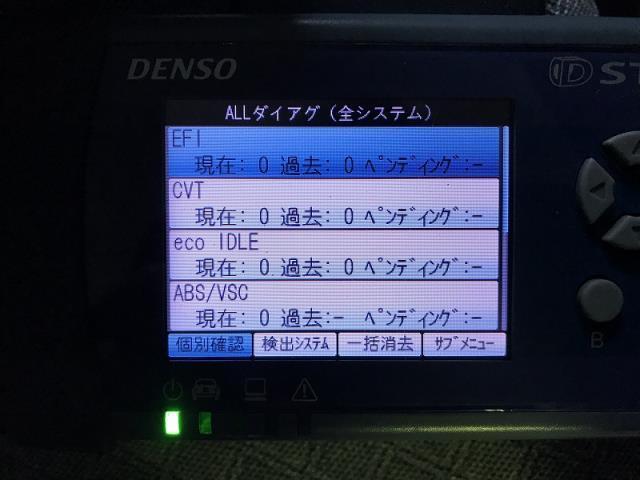 DENSO
ALLダイアグ(全システム)
EFI
現在: 0 過去: 0 ペンディング:-
CVT
現在: 0 過去: 0 ペンディング:-
eco IDLE
現在: 0 過去: 0 ペンディング:-
ABS/VSC
現在: 0 過去:- ペンディング:-
個別確認 検出システム 一括消去 サブメニュー
B